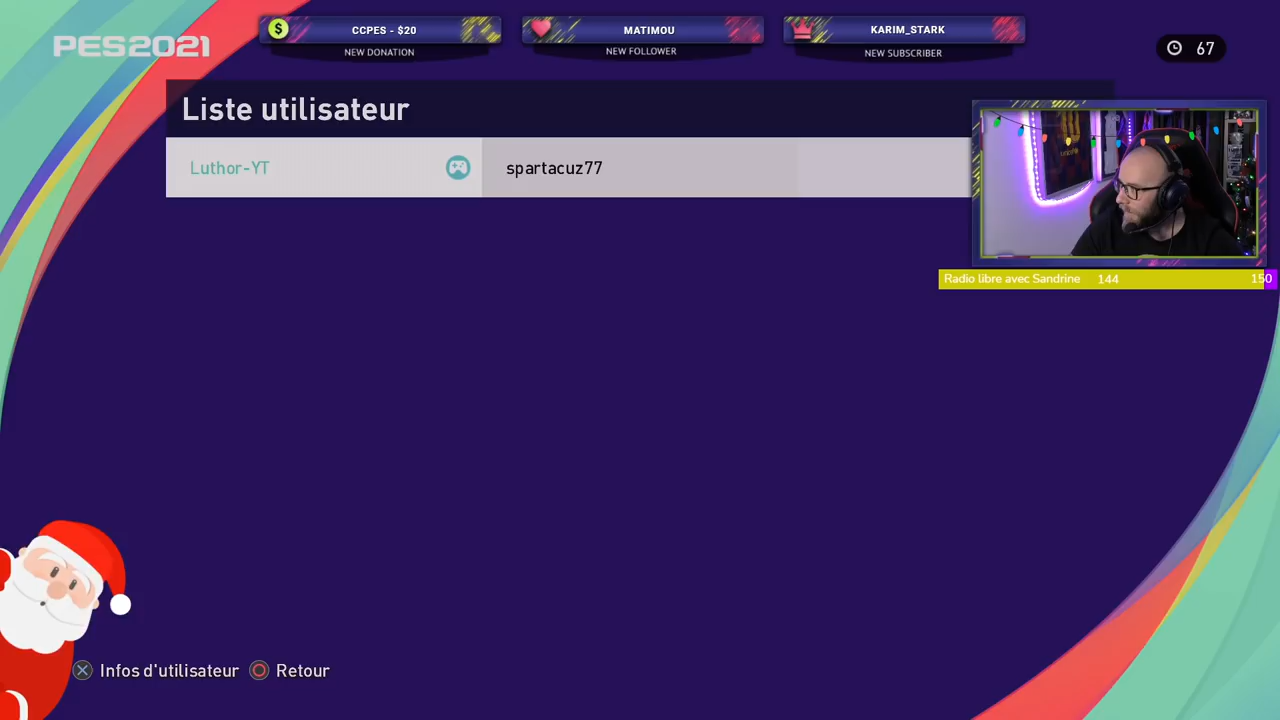 PES2021
$ CCPES - $20
NEW DONATION
MATIMOU
NEW FOLLOWER
KARIM_STARK
NEW SUBSCRIBER
67
Liste utilisateur
Luthor-YT
spartacuz77
Radio libre avec Sandrine 144 150
Infos d'utilisateur
Retour